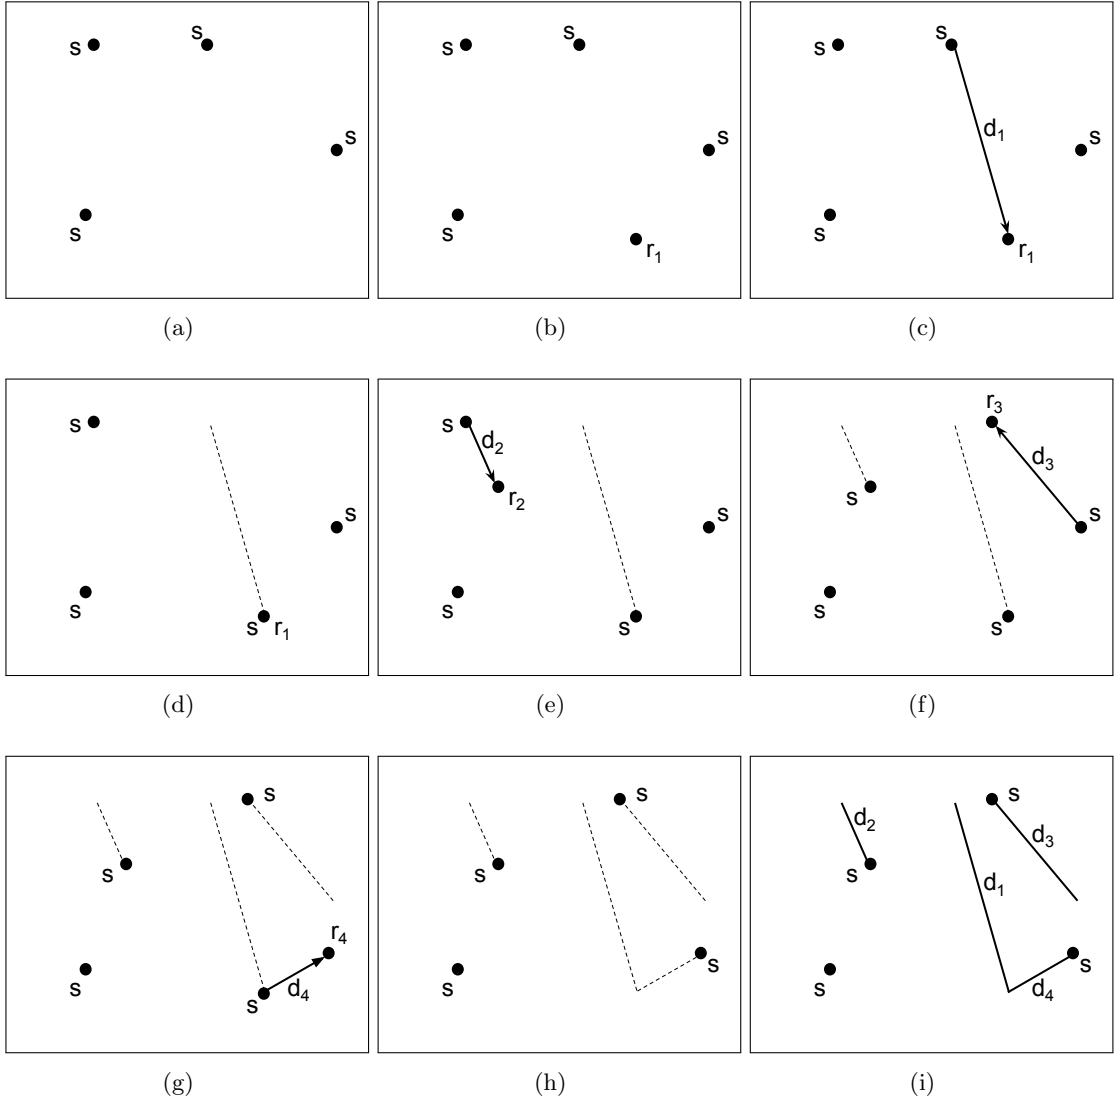 s s s s
s s s s r₁
s s s s d₁ r₁
(a) (b) (c)
s s s s r₁
s d₂ r₂ s s s
r₃ d₃ s s s s
(d) (e) (f)
s s r₄ s d₄ s
s s s s
d₂ s d₃ s d₁ s d₄ s
(g) (h) (i)